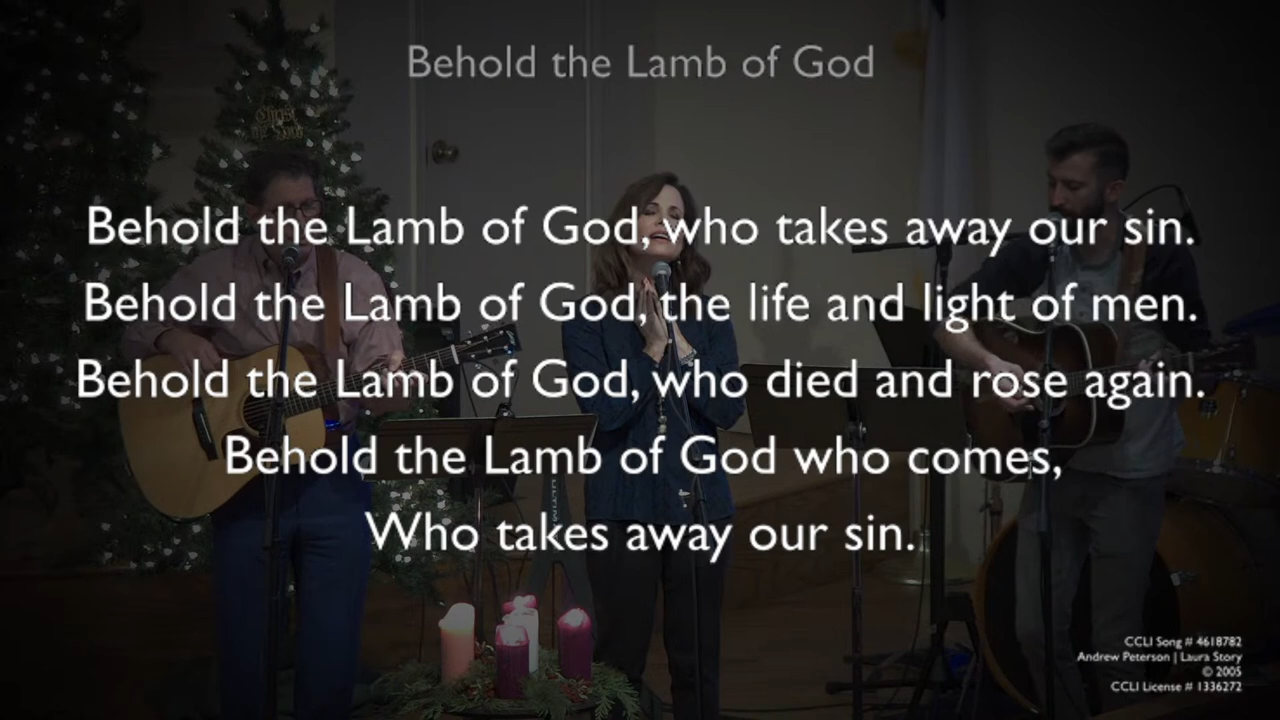 Behold the Lamb of God
Christ
the Lord
Behold the Lamb of God, who takes away our sin.
Behold the Lamb of God, the life and light of men.
Behold the Lamb of God, who died and rose again.
Behold the Lamb of God who comes,
Who takes away our sin.
CCLI Song # 4618782
Andrew Peterson | Laura Story
© 2005
CCLI License # 1336272